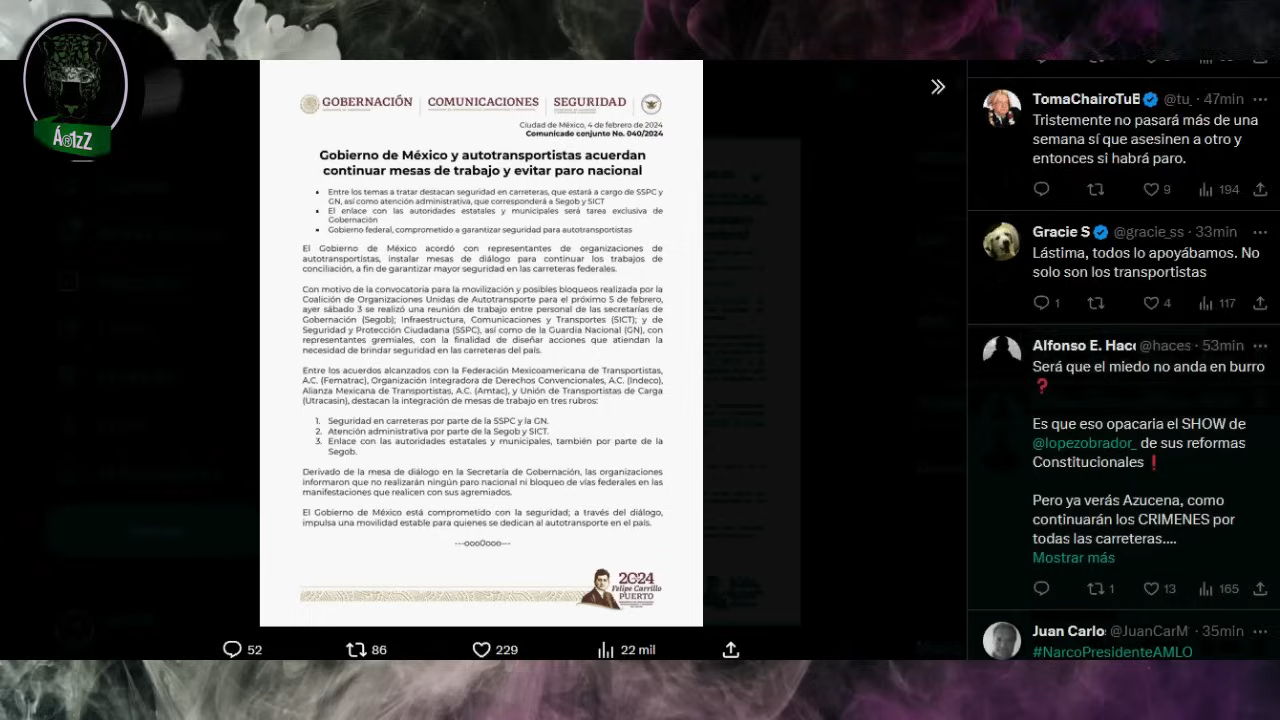 Á®1zZ
GOBERNACIÓN
COMUNICACIONES
SEGURIDAD
Ciudad de México, 4 de febrero de 2024
Comunicado conjunto No. 040/2024
Gobierno de México y autotransportistas acuerdan
continuar mesas de trabajo y evitar paro nacional
• Entre los temas a tratar destacan seguridad en carreteras, que estará a cargo de SSPC y
GN, así como atención administrativa, que corresponderá a Segob y SICT
• El enlace con las autoridades estatales y municipales será tarea exclusiva de
Gobernación
• Gobierno federal, comprometido a garantizar seguridad para autotransportistas
El Gobierno de México acordó con representantes de organizaciones de
autotransportistas, instalar mesas de diálogo para continuar los trabajos de
conciliación, a fin de garantizar mayor seguridad en las carreteras federales.
Con motivo de la convocatoria para la movilización y posibles bloqueos realizada por la
Coalición de Organizaciones Unidas de Autotransporte para el próximo 5 de febrero,
ayer sábado 3 se realizó una reunión de trabajo entre personal de las secretarías de
Gobernación (Segob); Infraestructura, Comunicaciones y Transportes (SICT); y de
Seguridad y Protección Ciudadana (SSPC), así como de la Guardia Nacional (GN), con
representantes gremiales, con la finalidad de diseñar acciones que atiendan la
necesidad de brindar seguridad en las carreteras del país.
Entre los acuerdos alcanzados con la Federación Mexicoamericana de Transportistas,
A.C. (Fematrac), Organización Integradora de Derechos Convencionales, A.C. (Indeco),
Alianza Mexicana de Transportistas, A.C. (Amtac), y Unión de Transportistas de Carga
(Utracasin), destacan la integración de mesas de trabajo en tres rubros:
1. Seguridad en carreteras por parte de la SSPC y la GN.
2. Atención administrativa por parte de la Segob y SICT.
3. Enlace con las autoridades estatales y municipales, también por parte de la
Segob.
Derivado de la mesa de diálogo en la Secretaría de Gobernación, las organizaciones
informaron que no realizarán ningún paro nacional ni bloqueo de vías federales en las
manifestaciones que realicen con sus agremiados.
El Gobierno de México está comprometido con la seguridad; a través del diálogo,
impulsa una movilidad estable para quienes se dedican al autotransporte en el país.
---ooo0ooo---
2024
Felipe Carrillo
PUERTO
52
86
229
22 mil
TomaChairoTuB @tu_ · 47min
Tristemente no pasará más de una
semana sí que asesinen a otro y
entonces si habrá paro.
9
194
Gracie S @gracie_ss · 33min
Lástima, todos lo apoyábamos. No
solo son los transportistas
1
4
117
Alfonso E. Hac @haces · 53min
Será que el miedo no anda en burro
❓
Es que eso opacaria el SHOW de
@lopezobrador_ de sus reformas
Constitucionales ❗
Pero ya verás Azucena, como
continuarán los CRIMENES por
todas las carreteras....
Mostrar más
1
13
165
Juan Carlo @JuanCarM · 35min
#NarcoPresidenteAMLO